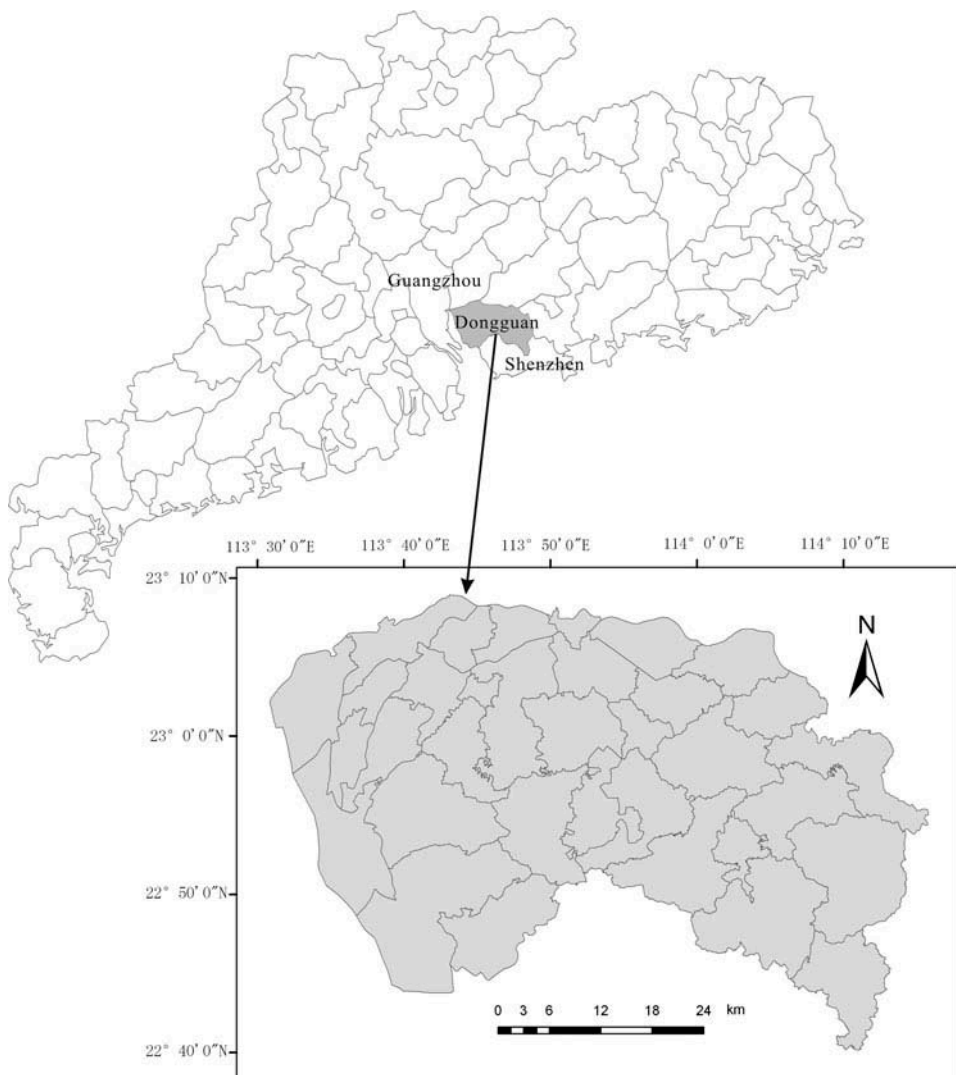 Guangzhou
Dongguan
Shenzhen
113° 30′ 0″E 113° 40′ 0″E 113° 50′ 0″E 114° 0′ 0″E 114° 10′ 0″E
23° 10′ 0″N
N
23° 0′ 0″N
22° 50′ 0″N
0 3 6 12 18 24 km
22° 40′ 0″N